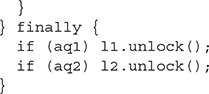 }
} finally {
  if (aq1) l1.unlock();
  if (aq2) l2.unlock();
}